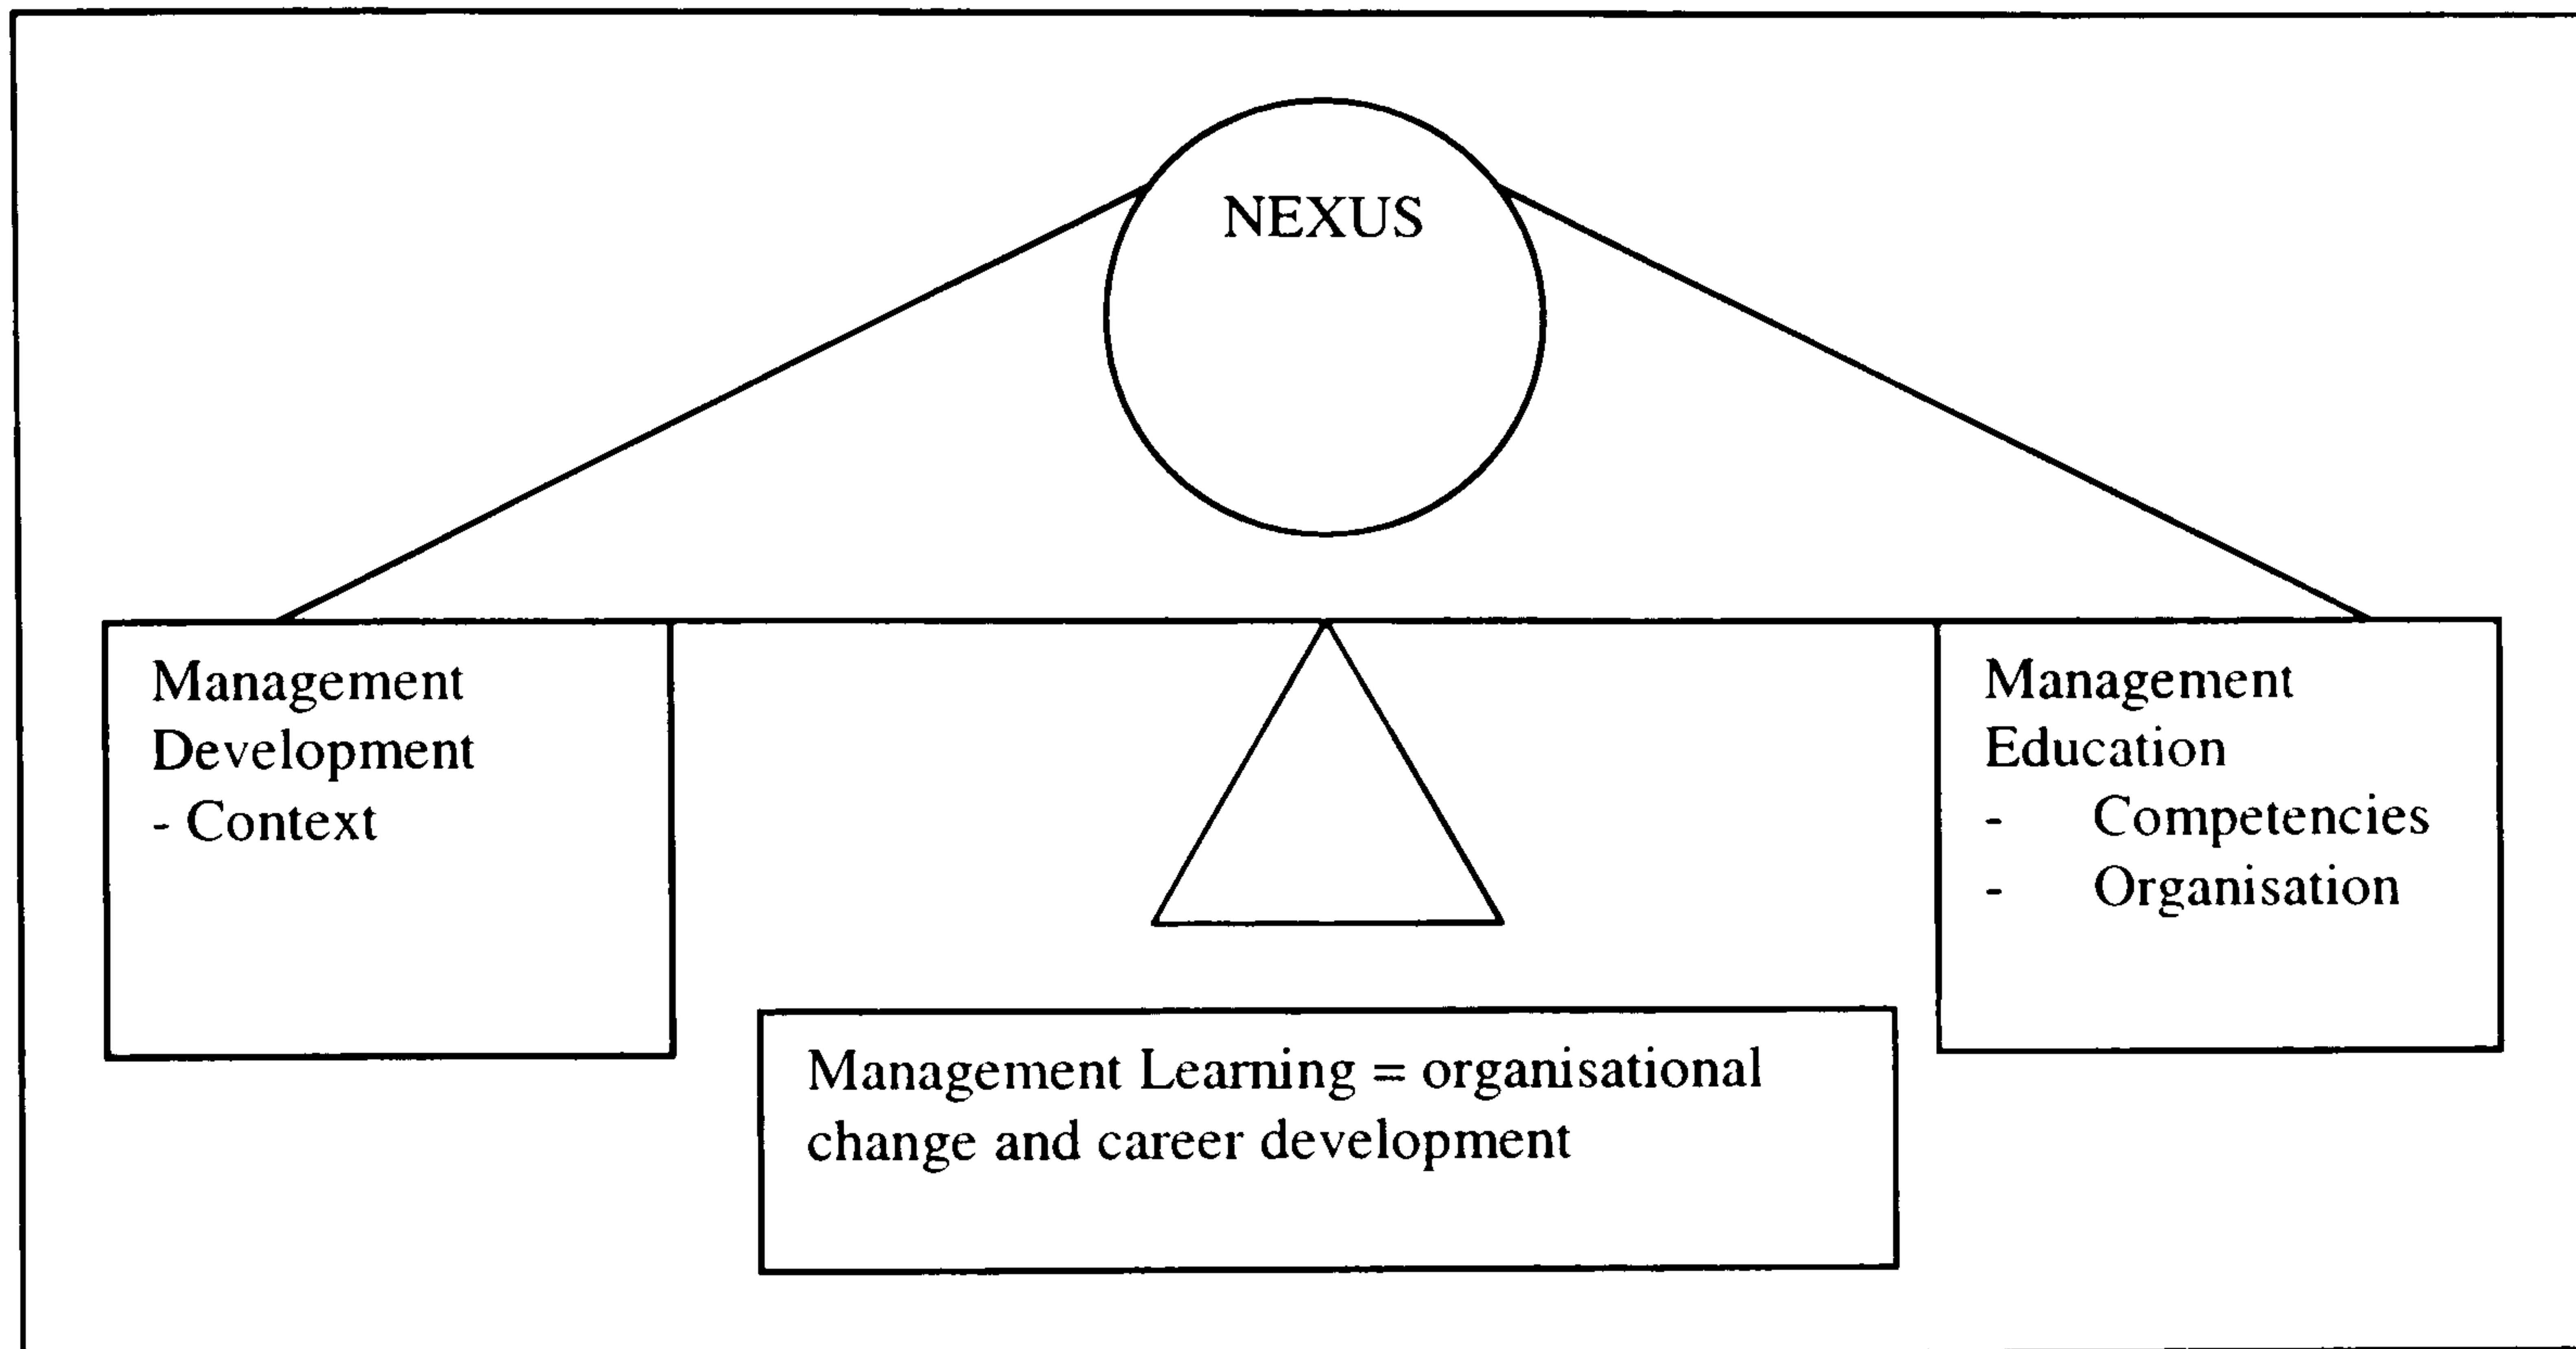 NEXUS
Management
Development
- Context
Management
Education
- Competencies
- Organisation
Management Learning = organisational
change and career development